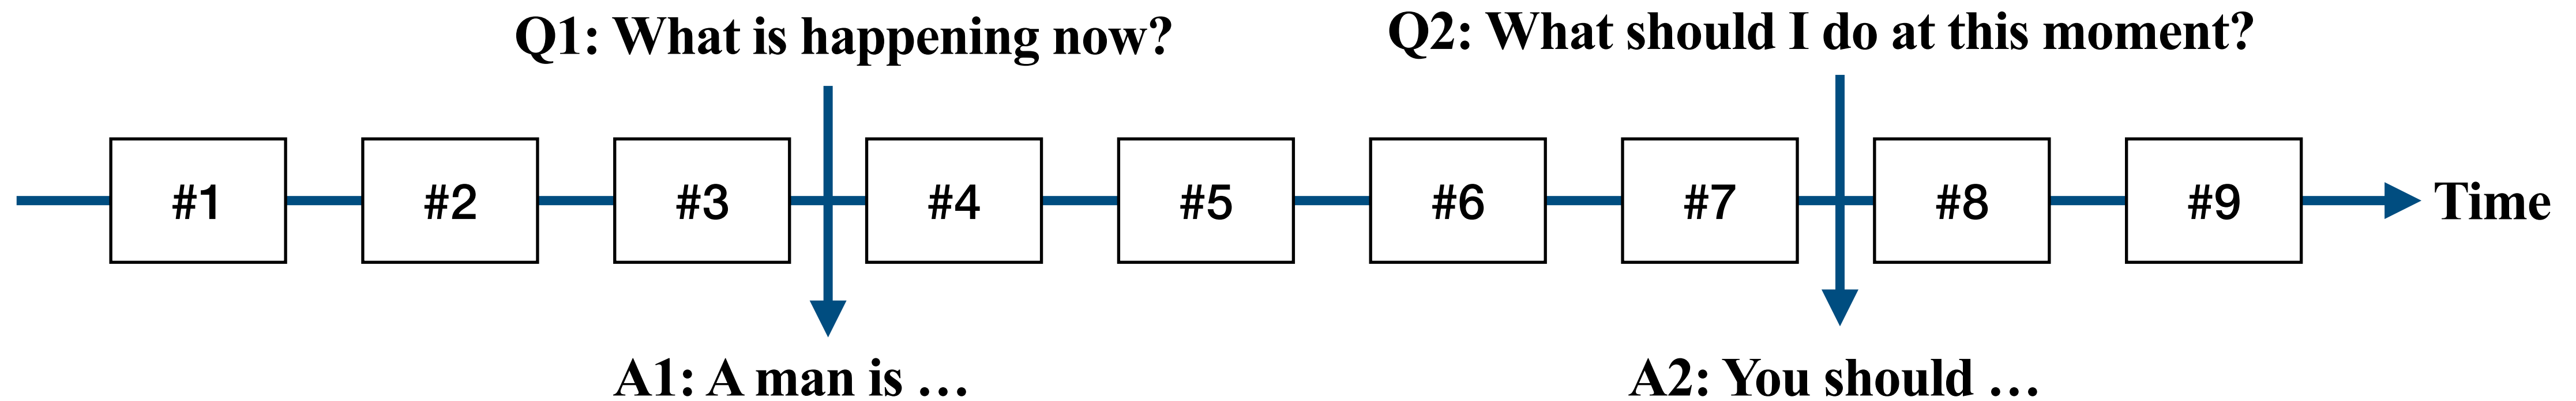 Q1: What is happening now?
Q2: What should I do at this moment?
#1
#2
#3
#4
#5
#6
#7
#8
#9
Time
A1: A man is …
A2: You should …